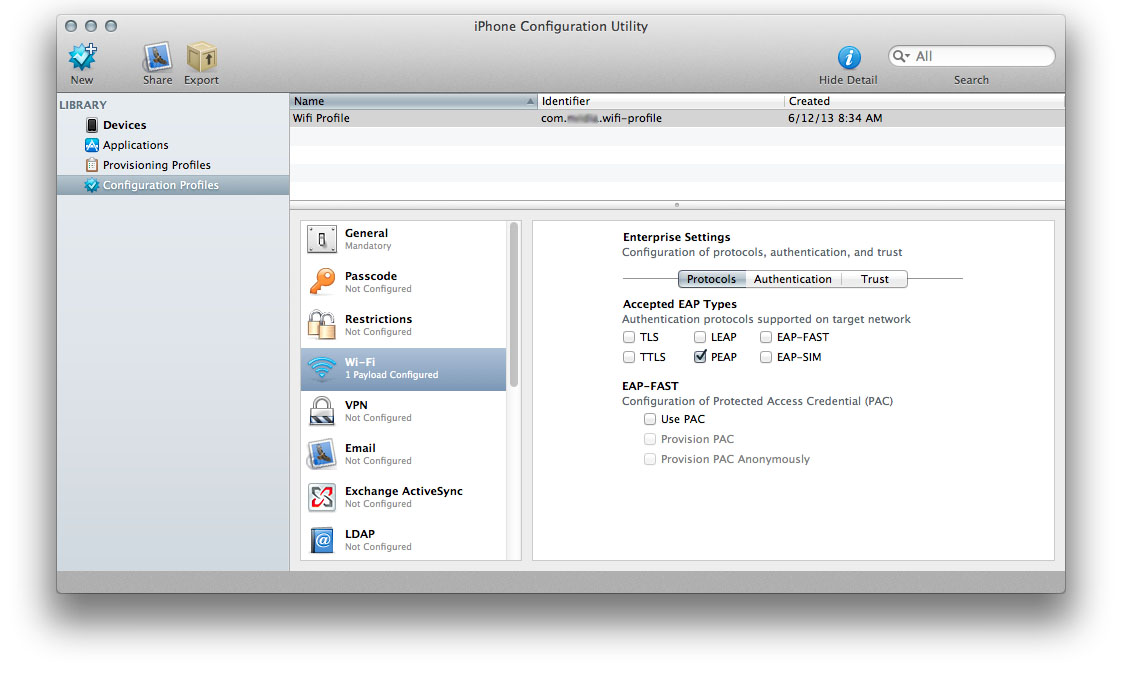 iPhone Configuration Utility
New
Share
Export
Hide Detail
All
Search
LIBRARY
Devices
Applications
Provisioning Profiles
Configuration Profiles
Name Identifier Created
Wifi Profile com. .wifi-profile 6/12/13 8:34 AM
General
Mandatory
Passcode
Not Configured
Restrictions
Not Configured
Wi-Fi
1 Payload Configured
VPN
Not Configured
Email
Not Configured
Exchange ActiveSync
Not Configured
LDAP
Not Configured
Enterprise Settings
Configuration of protocols, authentication, and trust
Protocols Authentication Trust
Accepted EAP Types
Authentication protocols supported on target network
TLS LEAP EAP-FAST
TTLS PEAP EAP-SIM
EAP-FAST
Configuration of Protected Access Credential (PAC)
Use PAC
Provision PAC
Provision PAC Anonymously